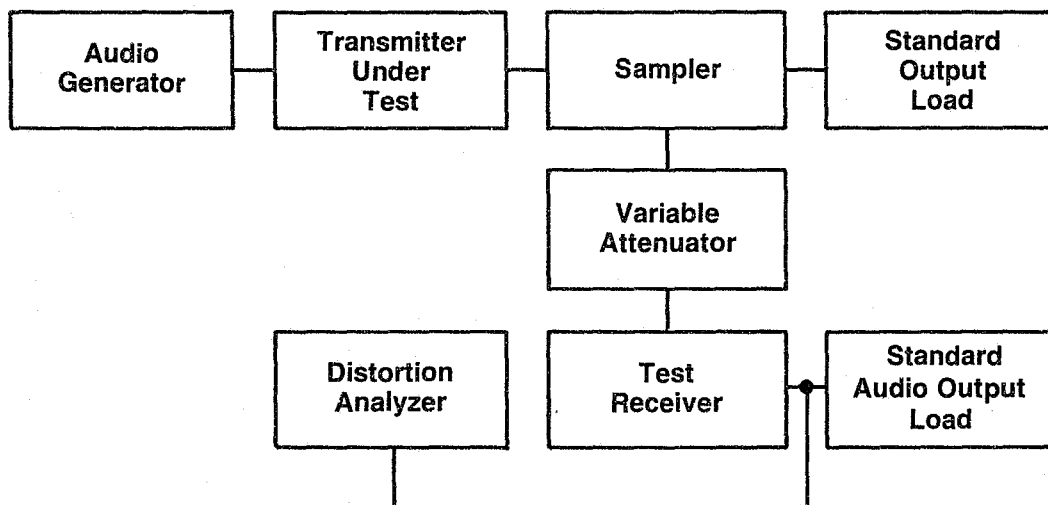 Audio
Generator
Transmitter
Under
Test
Sampler
Standard
Output
Load
Variable
Attenuator
Distortion
Analyzer
Test
Receiver
Standard
Audio Output
Load